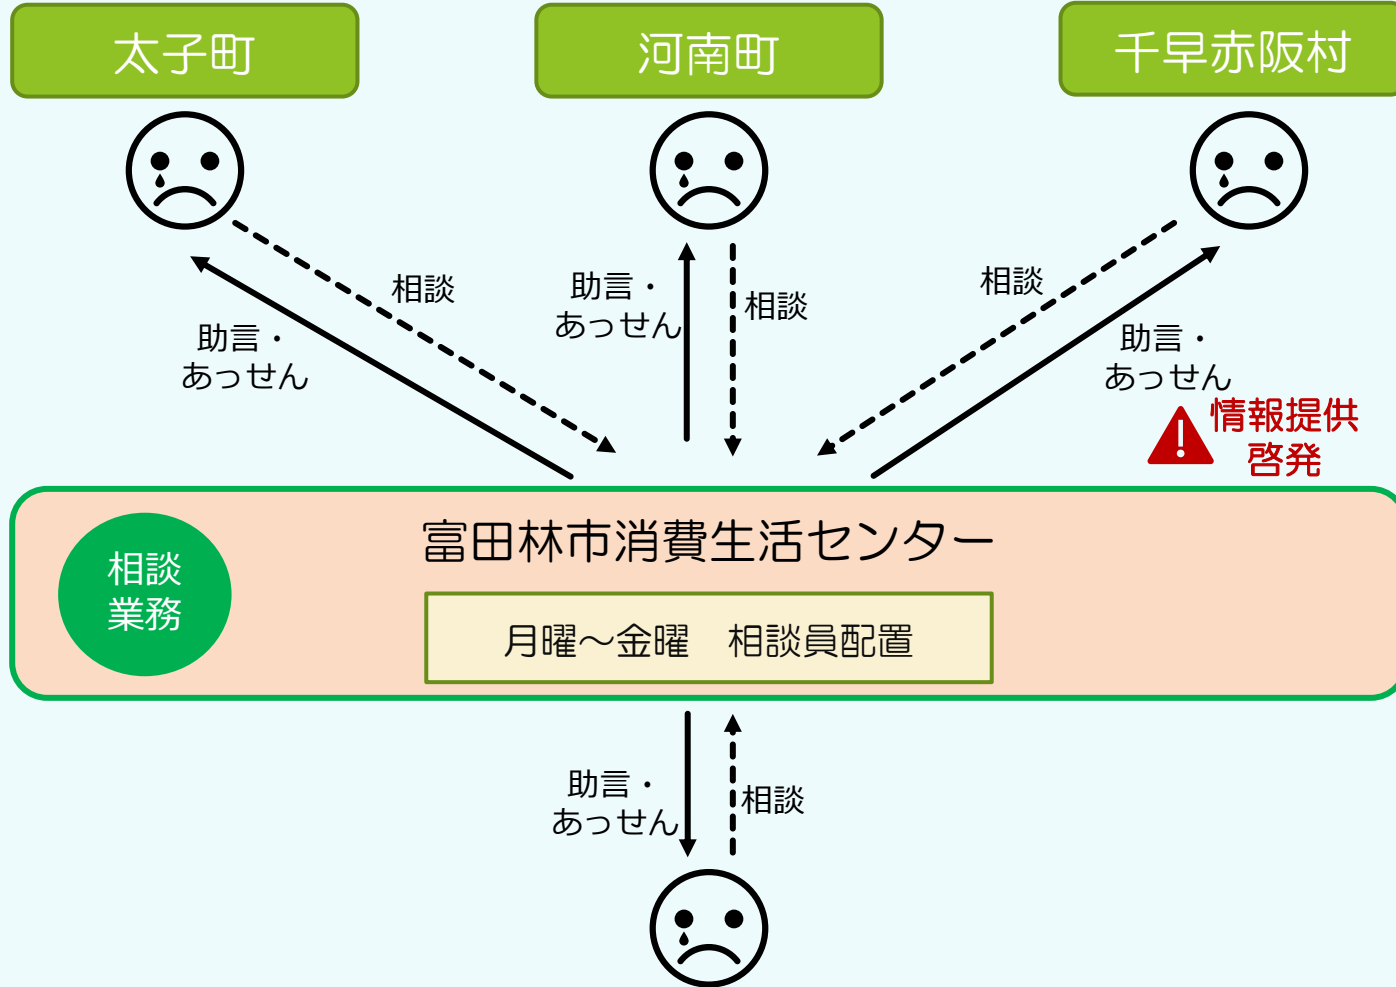 太子町
河南町
千早赤阪村
相談
助言・
あっせん
助言・
あっせん
相談
相談
助言・
あっせん
情報提供
啓発
富田林市消費生活センター
相談
業務
月曜～金曜　相談員配置
助言・
あっせん
相談